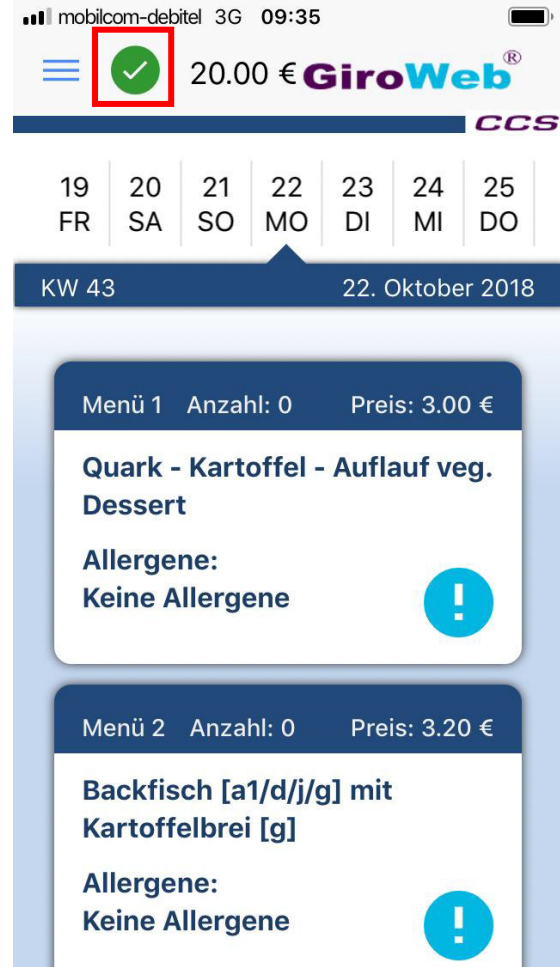 mobilcom-debitel 3G 09:35
20.00 € GiroWeb®
CCS
19 20 21 22 23 24 25
FR SA SO MO DI MI DO
KW 43 22. Oktober 2018
Menü 1 Anzahl: 0 Preis: 3.00 €
Quark - Kartoffel - Auflauf veg.
Dessert
Allergene:
Keine Allergene
Menü 2 Anzahl: 0 Preis: 3.20 €
Backfisch [a1/d/j/g] mit
Kartoffelbrei [g]
Allergene:
Keine Allergene